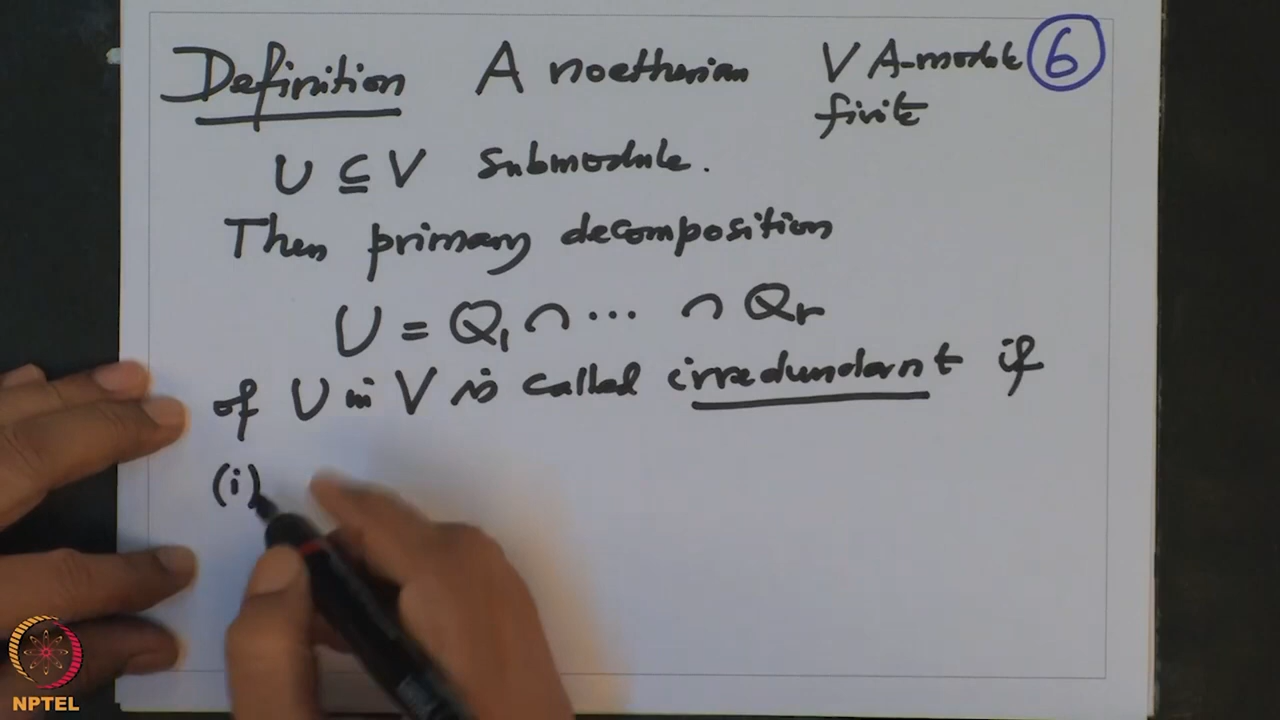 Definition A noetherian V A-module 6
finite
U ⊆ V submodule.
Then primary decomposition
U = Q₁ ∩ ··· ∩ Qr
of U in V is called irredundant if
(i)
NPTEL